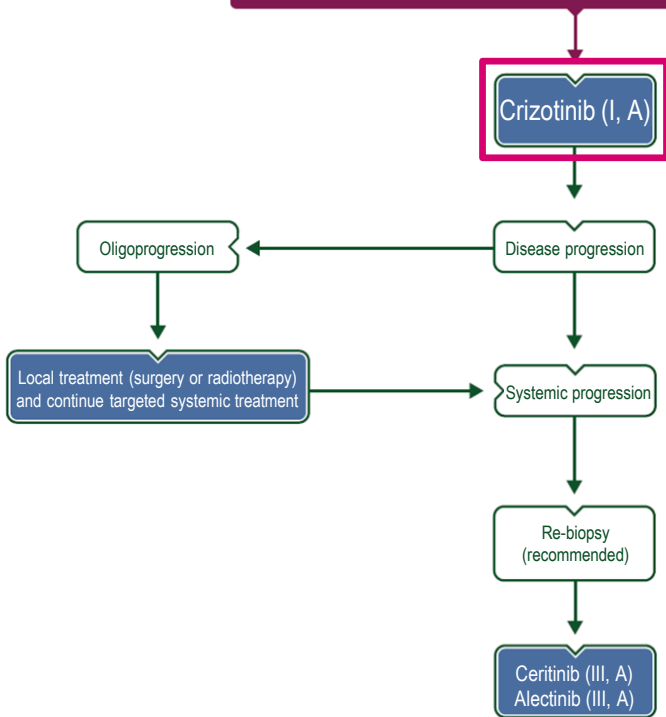 Crizotinib (I, A)
Oligoprogression
Disease progression
Local treatment (surgery or radiotherapy)
and continue targeted systemic treatment
Systemic progression
Re-biopsy
(recommended)
Ceritinib (III, A)
Alectinib (III, A)